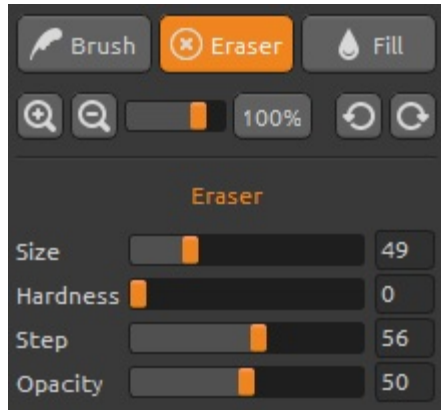 Brush Eraser Fill
100%
Eraser
Size 49
Hardness 0
Step 56
Opacity 50